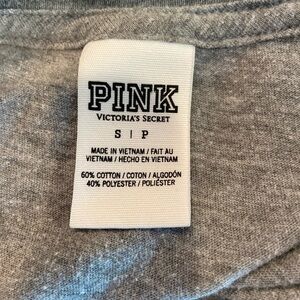 PINK
VICTORIA'S SECRET
S | P
MADE IN VIETNAM / FAIT AU
VIETNAM / HECHO EN VIETNAM
60% COTTON / COTON / ALGODÓN
40% POLYESTER / POLIÉSTER